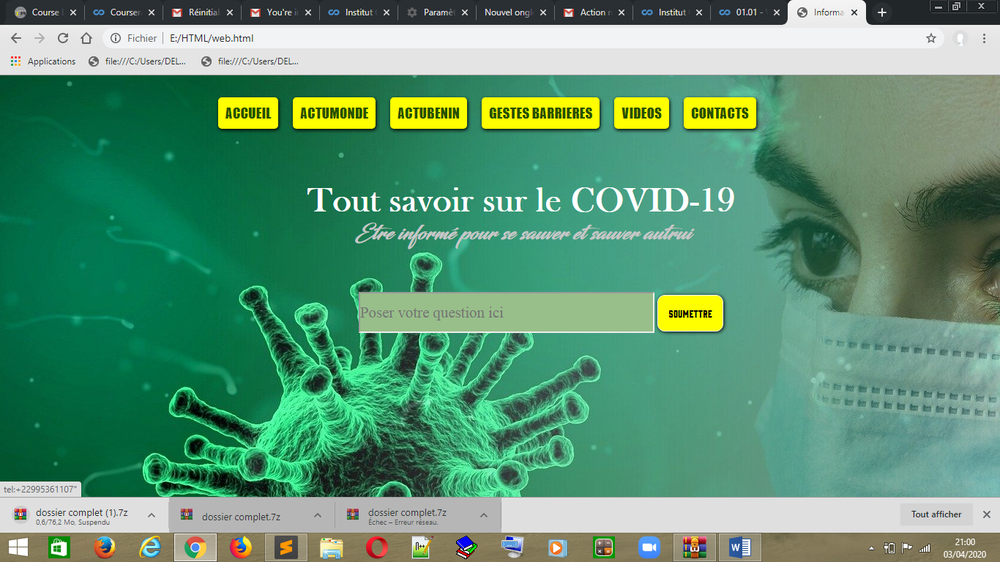 Course
Coursera
Réinitial
You're in
Institut
Paramèt
Nouvel ongl
Action n
Institut
01.01 -
Informa
Fichier E:/HTML/web.html
Applications file:///C:/Users/DEL... file:///C:/Users/DEL...
ACCUEIL ACTUMONDE ACTUBENIN GESTES BARRIERES VIDEOS CONTACTS
Tout savoir sur le COVID-19
Etre informé pour se sauver et sauver autrui
Poser votre question ici SOUMETTRE
tel:+22995361107"
dossier complet (1).7z
0,6/76,2 Mo, Suspendu
dossier complet.7z
dossier complet.7z
Échec – Erreur réseau.
Tout afficher
21:00
03/04/2020